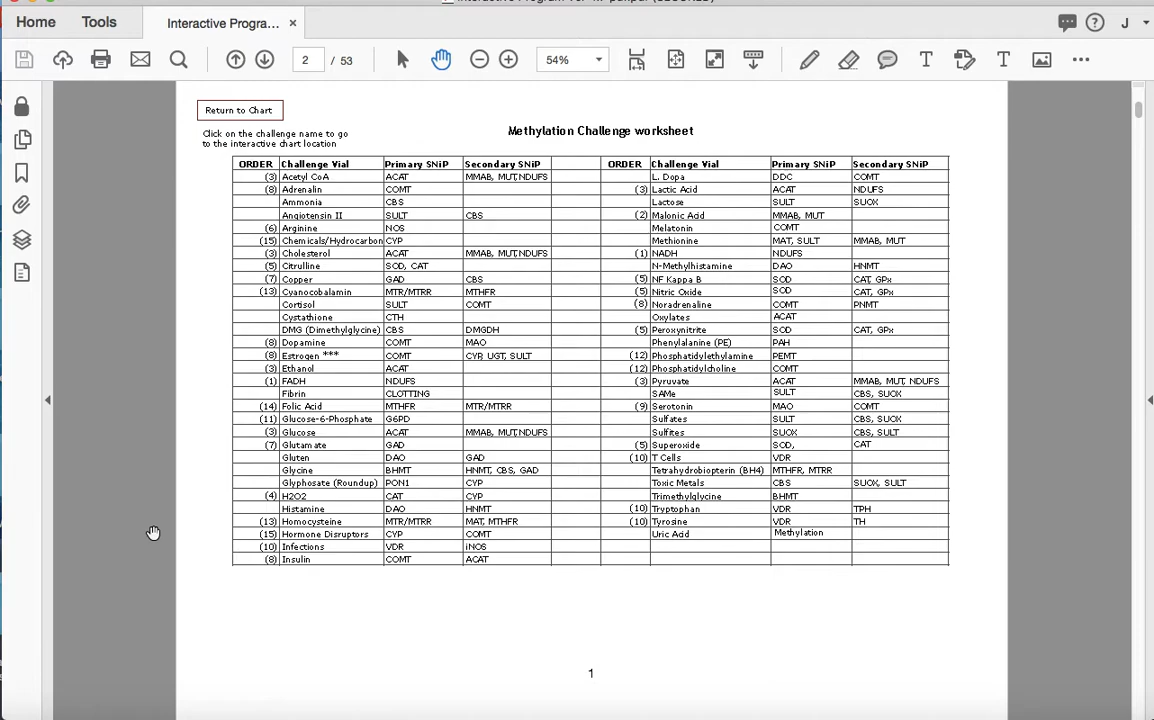 Home Tools Interactive Progra... × J
2 / 53 54%
Return to Chart
Click on the challenge name to go
to the interactive chart location
Methylation Challenge worksheet
ORDER Challenge Vial Primary SNiP Secondary SNiP ORDER Challenge Vial Primary SNiP Secondary SNiP
(3) Acetyl CoA ACAT MMAB, MUT,NDUFS L. Dopa DDC COMT
(8) Adrenalin COMT (3) Lactic Acid ACAT NDUFS
Ammonia CBS Lactose SULT SUOX
Angiotensin II SULT CBS (2) Malonic Acid MMAB, MUT
(6) Arginine NOS Melatonin COMT
(15) Chemicals/Hydrocarbon CYP Methionine MAT, SULT MMAB, MUT
(3) Cholesterol ACAT MMAB, MUT,NDUFS (1) NADH NDUFS
(5) Citrulline SOD, CAT N-Methylhistamine DAO HNMT
(7) Copper GAD CBS (5) NF Kappa B SOD CAT, GPx
(13) Cyanocobalamin MTR/MTRR MTHFR (5) Nitric Oxide SOD CAT, GPx
Cortisol SULT COMT (8) Noradrenaline COMT PNMT
Cystathione CTH Oxylates ACAT
DMG (Dimethylglycine) CBS DMGDH (5) Peroxynitrite SOD CAT, GPx
(8) Dopamine COMT MAO Phenylalanine (PE) PAH
(8) Estrogen *** COMT CYP, UGT, SULT (12) Phosphatidylethylamine PEMT
(3) Ethanol ACAT (12) Phosphatidylcholine COMT
(1) FADH NDUFS (3) Pyruvate ACAT MMAB, MUT, NDUFS
Fibrin CLOTTING SAMe SULT CBS, SUOX
(14) Folic Acid MTHFR MTR/MTRR (9) Serotonin MAO COMT
(11) Glucose-6-Phosphate G6PD Sulfates SULT CBS, SUOX
(3) Glucose ACAT MMAB, MUT,NDUFS Sulfites SUOX CBS, SULT
(7) Glutamate GAD (5) Superoxide SOD, CAT
Gluten DAO GAD (10) T Cells VDR
Glycine BHMT HNMT, CBS, GAD Tetrahydrobiopterin (BH4) MTHFR, MTRR
Glyphosate (Roundup) PON1 CYP Toxic Metals CBS SUOX, SULT
(4) H2O2 CAT CYP Trimethylglycine BHMT
Histamine DAO HNMT (10) Tryptophan VDR TPH
(13) Homocysteine MTR/MTRR MAT, MTHFR (10) Tyrosine VDR TH
(15) Hormone Disruptors CYP COMT Uric Acid Methylation
(10) Infections VDR iNOS
(8) Insulin COMT ACAT
1